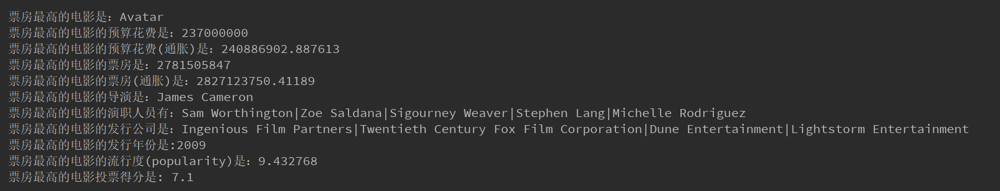 票房最高的电影是：Avatar
票房最高的电影的预算花费是：237000000
票房最高的电影的预算花费(通胀)是：240886902.887613
票房最高的电影的票房是：2781505847
票房最高的电影的票房(通胀)是：2827123750.41189
票房最高的电影的导演是：James Cameron
票房最高的电影的演职人员有：Sam Worthington|Zoe Saldana|Sigourney Weaver|Stephen Lang|Michelle Rodriguez
票房最高的电影的发行公司是：Ingenious Film Partners|Twentieth Century Fox Film Corporation|Dune Entertainment|Lightstorm Entertainment
票房最高的电影的发行年份是:2009
票房最高的电影的流行度(popularity)是：9.432768
票房最高的电影投票得分是: 7.1